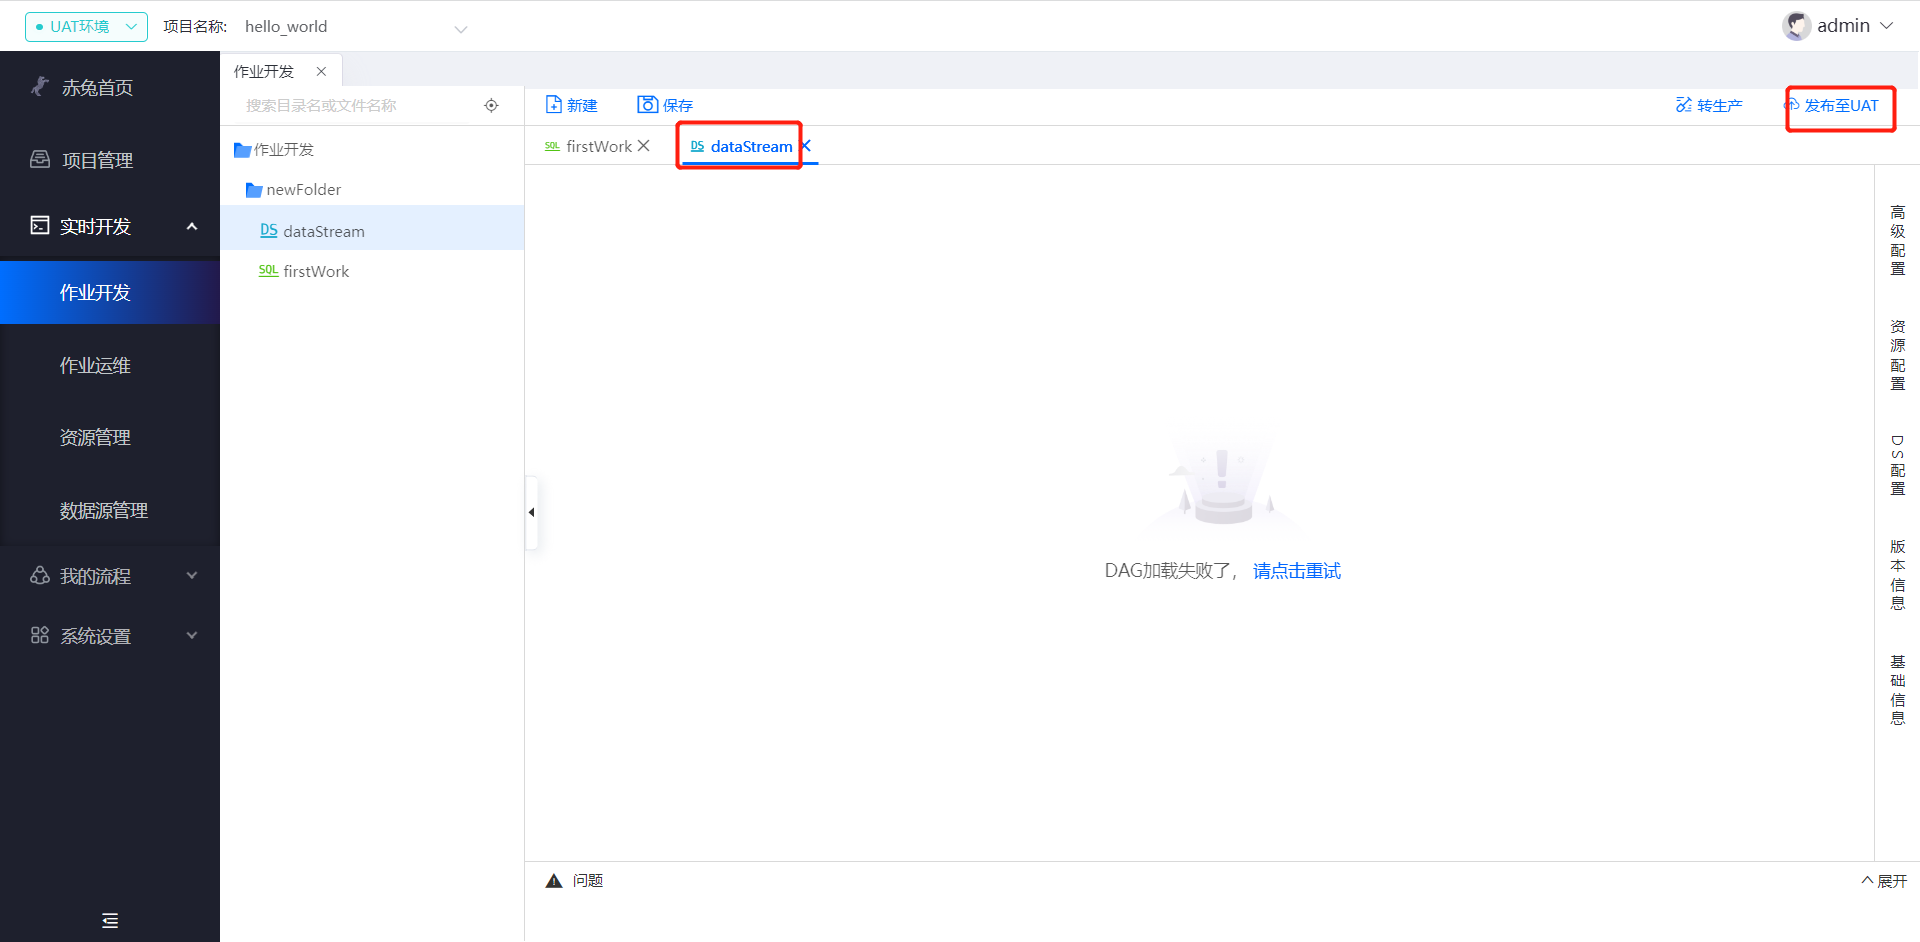 UAT环境
项目名称:
hello_world
admin
赤兔首页
项目管理
实时开发
作业开发
作业运维
资源管理
数据源管理
我的流程
系统设置
作业开发
搜索目录名或文件名称
作业开发
newFolder
DS dataStream
SQL firstWork
新建
保存
转生产
发布至UAT
SQL firstWork
DS dataStream
DAG加载失败了， 请点击重试
高级配置
资源配置
DS配置
版本信息
基础信息
问题
展开